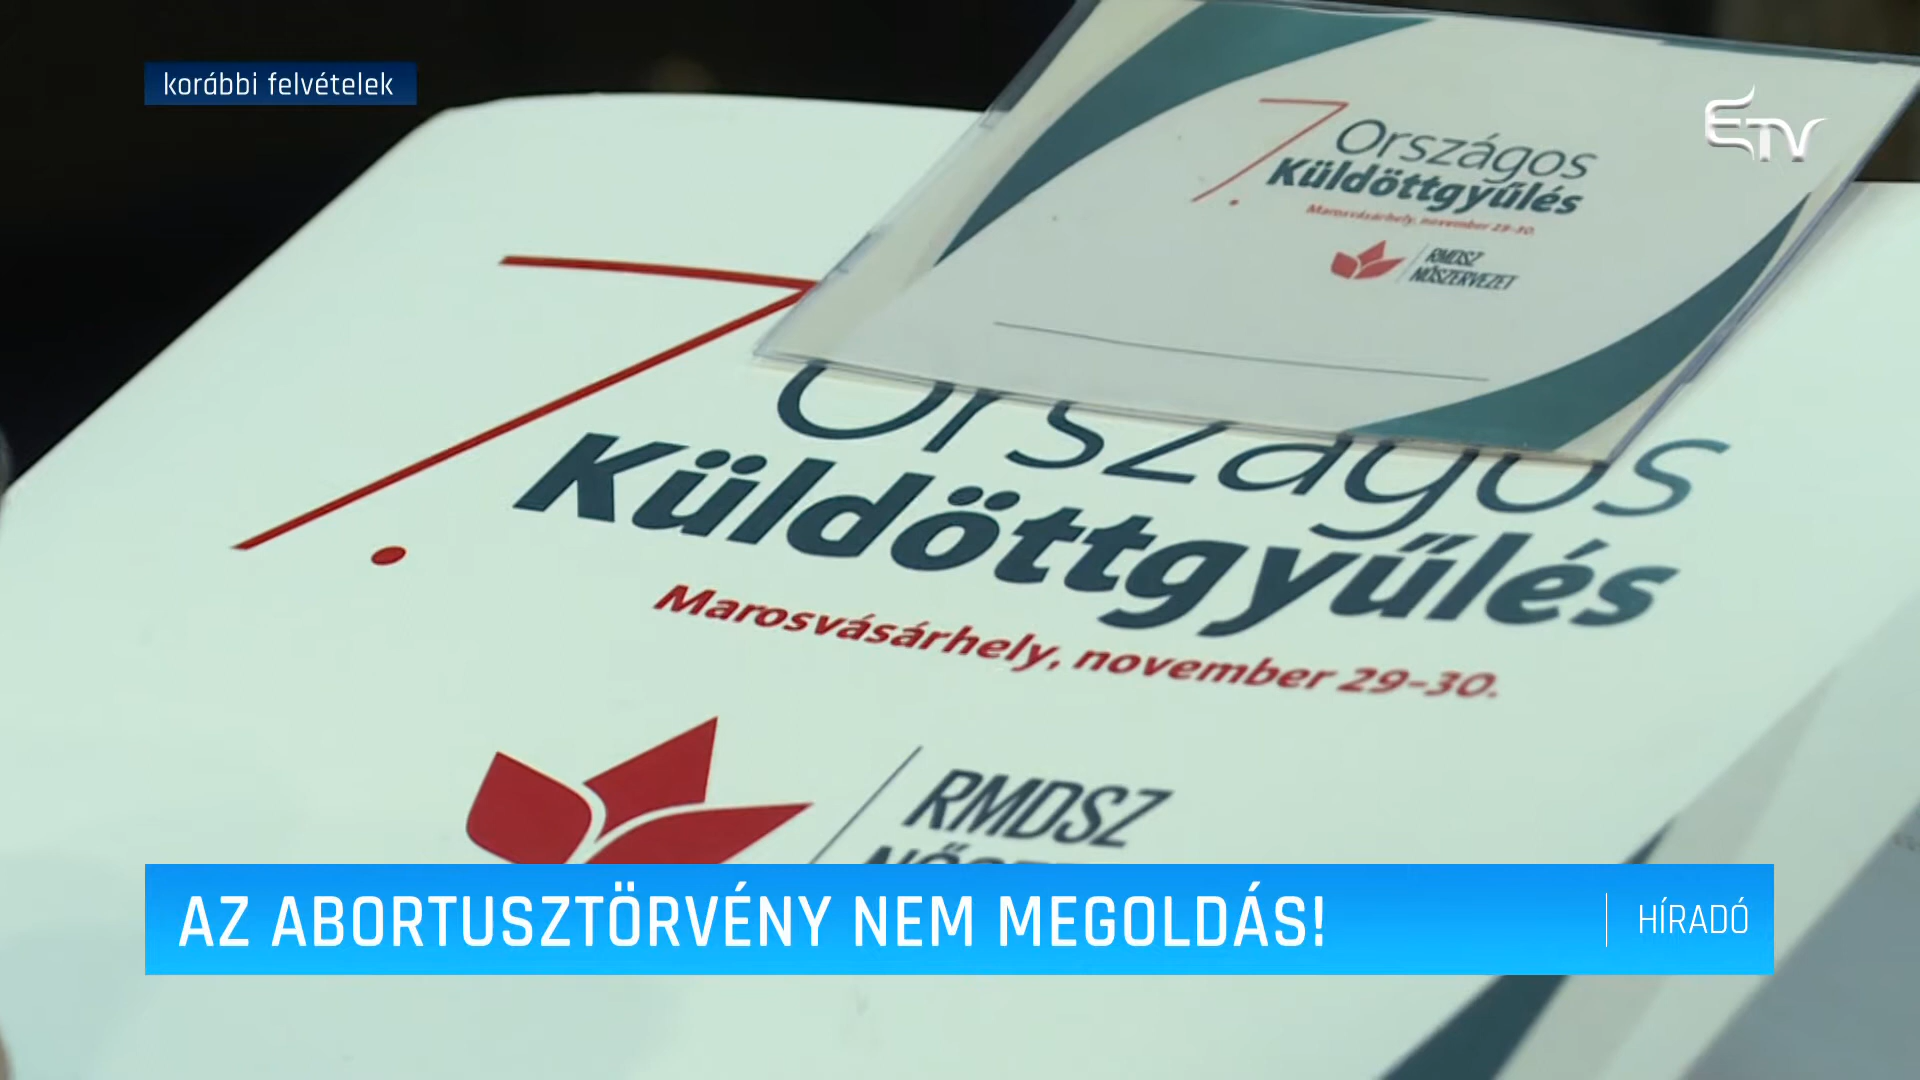 korábbi felvételek
ETV
7. Országos
Küldöttgyűlés
Marosvásárhely, november 29-30.
RMDSZ
NŐSZERVEZET
7. Országos
Küldöttgyűlés
Marosvásárhely, november 29-30.
RMDSZ
AZ ABORTUSZTÖRVÉNY NEM MEGOLDÁS!
HÍRADÓ